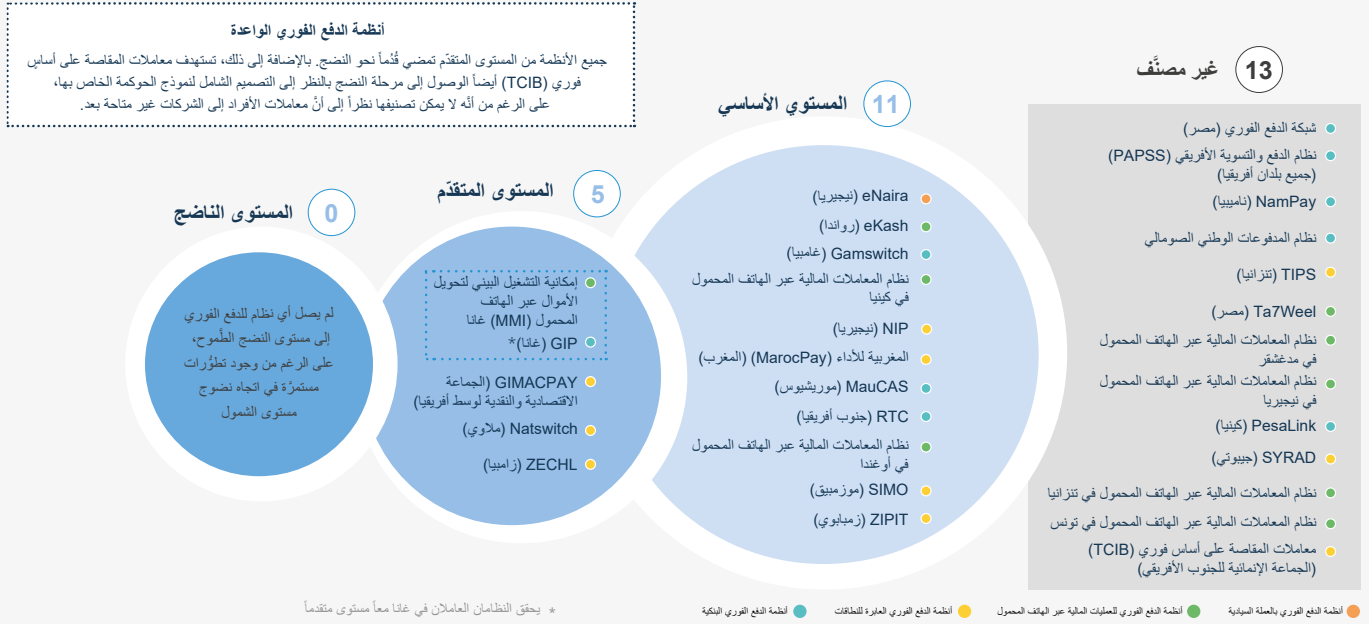 أنظمة الدفع الفوري الواعدة
جميع الأنظمة من المستوى المتقدّم تمضي قُدُماً نحو النضج. بالإضافة إلى ذلك، تستهدف معاملات المقاصة على أساسٍ
فوري (TCIB) أيضاً الوصول إلى مرحلة النضج بالنظر إلى التصميم الشامل لنموذج الحوكمة الخاص بها،
على الرغم من أنَّه لا يمكن تصنيفها نظراً إلى أنَّ معاملات الأفراد إلى الشركات غير متاحة بعد.
13 غير مصنَّف
شبكة الدفع الفوري (مصر)
نظام الدفع والتسوية الأفريقي (PAPSS)
(جميع بلدان أفريقيا)
NamPay (ناميبيا)
نظام المدفوعات الوطني الصومالي
TIPS (تنزانيا)
Ta7Weel (مصر)
نظام المعاملات المالية عبر الهاتف المحمول
في مدغشقر
نظام المعاملات المالية عبر الهاتف المحمول
في نيجيريا
PesaLink (كينيا)
SYRAD (جيبوتي)
نظام المعاملات المالية عبر الهاتف المحمول في تنزانيا
نظام المعاملات المالية عبر الهاتف المحمول في تونس
معاملات المقاصة على أساس فوري (TCIB)
(الجماعة الإنمائية للجنوب الأفريقي)
11 المستوي الأساسي
eNaira (نيجيريا)
eKash (رواندا)
Gamswitch (غامبيا)
نظام المعاملات المالية عبر الهاتف المحمول
في كينيا
NIP (نيجيريا)
المغربية للأداء (MarocPay) (المغرب)
MauCAS (موريشيوس)
RTC (جنوب أفريقيا)
نظام المعاملات المالية عبر الهاتف المحمول
في أوغندا
SIMO (موزمبيق)
ZIPIT (زمبابوي)
5 المستوى المتقدّم
إمكانية التشغيل البيني لتحويل
الأموال عبر الهاتف
المحمول (MMI) غانا
GIP (غانا)*
GIMACPAY (الجماعة
الاقتصادية والنقدية لوسط أفريقيا)
Natswitch (ملاوي)
ZECHL (زامبيا)
0 المستوى الناضج
لم يصل أي نظام للدفع الفوري
إلى مستوى النضج الطَّموح،
على الرغم من وجود تطوُّرات
مستمرَّة في اتجاه نضوج
مستوى الشمول
أنظمة الدفع الفوري بالعملة السيادية
أنظمة الدفع الفوري للعمليات المالية عبر الهاتف المحمول
أنظمة الدفع الفوري العابرة للنطاقات
أنظمة الدفع الفوري البنكية
* يحقق النظامان العاملان في غانا معاً مستوى متقدماً